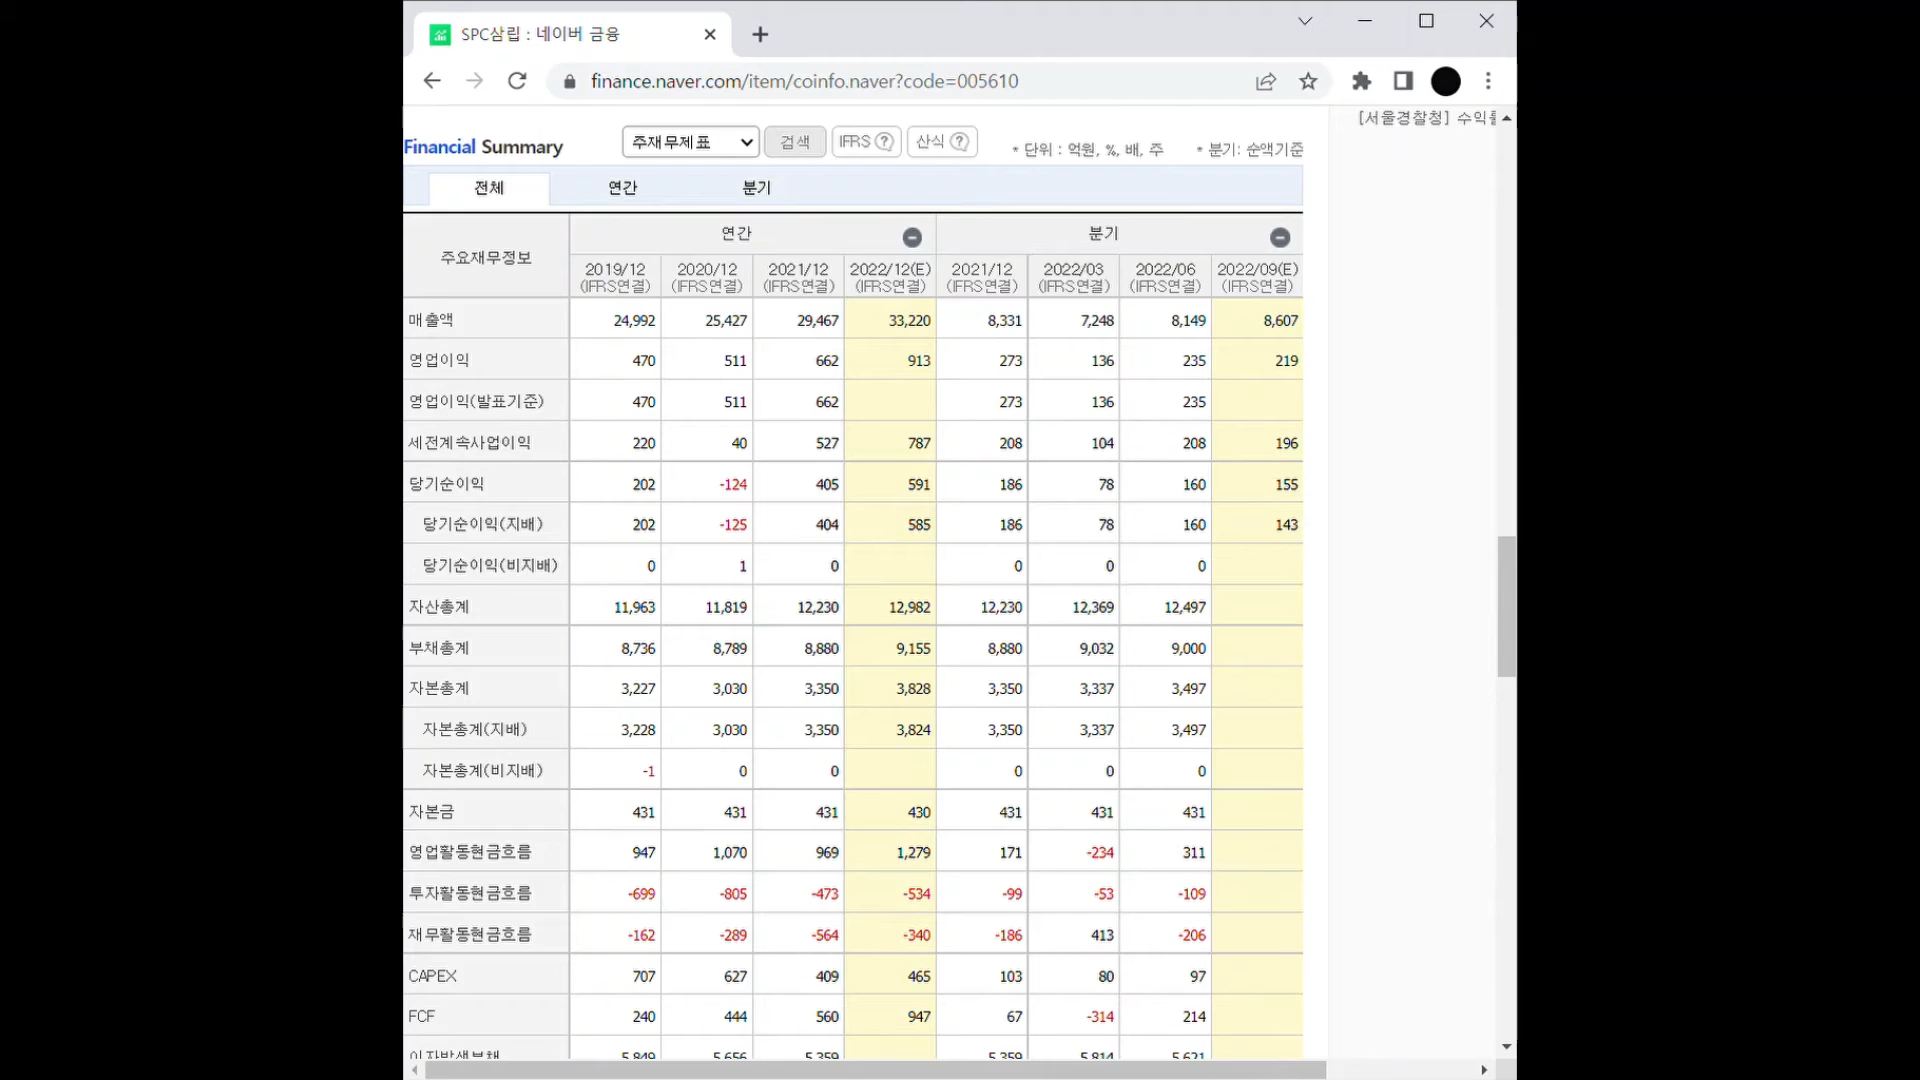 SPC삼립 : 네이버 금융
finance.naver.com/item/coinfo.naver?code=005610
[서울경찰청] 수익률
Financial Summary 주재무제표 검색 IFRS ? 산식 ? * 단위 : 억원, %, 배, 주 * 분기: 순액기준
전체 연간 분기
주요재무정보 연간 분기
2019/12 2020/12 2021/12 2022/12(E) 2021/12 2022/03 2022/06 2022/09(E)
(IFRS연결) (IFRS연결) (IFRS연결) (IFRS연결) (IFRS연결) (IFRS연결) (IFRS연결) (IFRS연결)
매출액 24,992 25,427 29,467 33,220 8,331 7,248 8,149 8,607
영업이익 470 511 662 913 273 136 235 219
영업이익(발표기준) 470 511 662 273 136 235
세전계속사업이익 220 40 527 787 208 104 208 196
당기순이익 202 -124 405 591 186 78 160 155
당기순이익(지배) 202 -125 404 585 186 78 160 143
당기순이익(비지배) 0 1 0 0 0 0
자산총계 11,963 11,819 12,230 12,982 12,230 12,369 12,497
부채총계 8,736 8,789 8,880 9,155 8,880 9,032 9,000
자본총계 3,227 3,030 3,350 3,828 3,350 3,337 3,497
자본총계(지배) 3,228 3,030 3,350 3,824 3,350 3,337 3,497
자본총계(비지배) -1 0 0 0 0 0
자본금 431 431 431 430 431 431 431
영업활동현금흐름 947 1,070 969 1,279 171 -234 311
투자활동현금흐름 -699 -805 -473 -534 -99 -53 -109
재무활동현금흐름 -162 -289 -564 -340 -186 413 -206
CAPEX 707 627 409 465 103 80 97
FCF 240 444 560 947 67 -314 214
이자발생부채 5,849 5,656 5,359 5,359 5,814 5,621